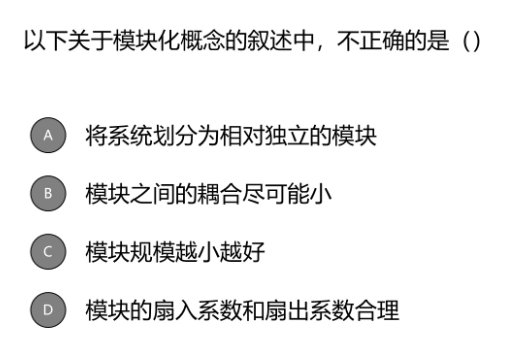 以下关于模块化概念的叙述中，不正确的是（）
A 将系统划分为相对独立的模块
B 模块之间的耦合尽可能小
C 模块规模越小越好
D 模块的扇入系数和扇出系数合理